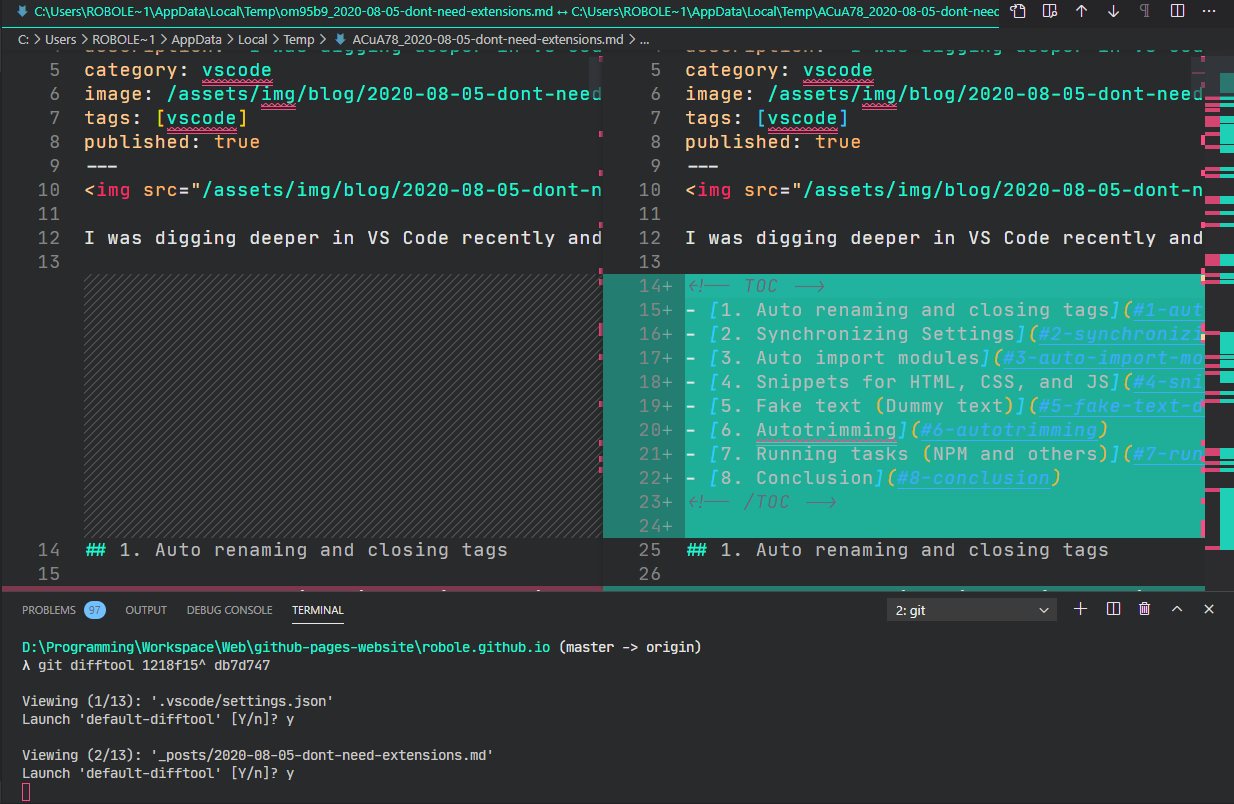 C:\Users\ROBOLE~1\AppData\Local\Temp\om95b9_2020-08-05-dont-need-extensions.md ↔ C:\Users\ROBOLE~1\AppData\Local\Temp\ACuA78_2020-08-05-dont-need
C: > Users > ROBOLE~1 > AppData > Local > Temp > ACuA78_2020-08-05-dont-need-extensions.md > ...
5 category: vscode
6 image: /assets/img/blog/2020-08-05-dont-need
7 tags: [vscode]
8 published: true
9 ---
10 <img src="/assets/img/blog/2020-08-05-dont-n
11
12 I was digging deeper in VS Code recently and
13
14 ## 1. Auto renaming and closing tags
15
5 category: vscode
6 image: /assets/img/blog/2020-08-05-dont-need
7 tags: [vscode]
8 published: true
9 ---
10 <img src="/assets/img/blog/2020-08-05-dont-n
11
12 I was digging deeper in VS Code recently and
13
14+ <!-- TOC -->
15+ - [1. Auto renaming and closing tags](#1-aut
16+ - [2. Synchronizing Settings](#2-synchronizi
17+ - [3. Auto import modules](#3-auto-import-mo
18+ - [4. Snippets for HTML, CSS, and JS](#4-sni
19+ - [5. Fake text (Dummy text)](#5-fake-text-d
20+ - [6. Autotrimming](#6-autotrimming)
21+ - [7. Running tasks (NPM and others)](#7-run
22+ - [8. Conclusion](#8-conclusion)
23+ <!-- /TOC -->
24+
25 ## 1. Auto renaming and closing tags
26
PROBLEMS 97 OUTPUT DEBUG CONSOLE TERMINAL 2: git
D:\Programming\Workspace\Web\github-pages-website\robole.github.io (master -> origin)
λ git difftool 1218f15^ db7d747
Viewing (1/13): '.vscode/settings.json'
Launch 'default-difftool' [Y/n]? y
Viewing (2/13): '_posts/2020-08-05-dont-need-extensions.md'
Launch 'default-difftool' [Y/n]? y